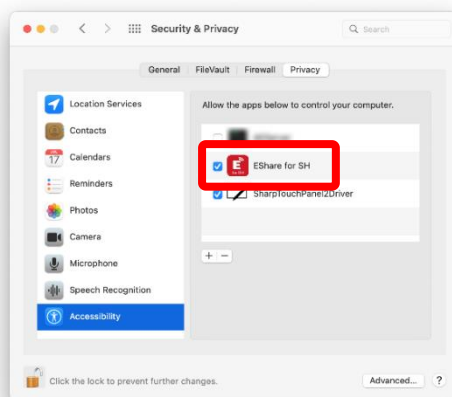 Security & Privacy
Search
General FileVault Firewall Privacy
Location Services
Contacts
17
Calendars
Reminders
Photos
Camera
Microphone
Speech Recognition
Accessibility
Allow the apps below to control your computer.
E
EShare for SH
SharpTouchPanel2Driver
+ −
Click the lock to prevent further changes.
Advanced... ?